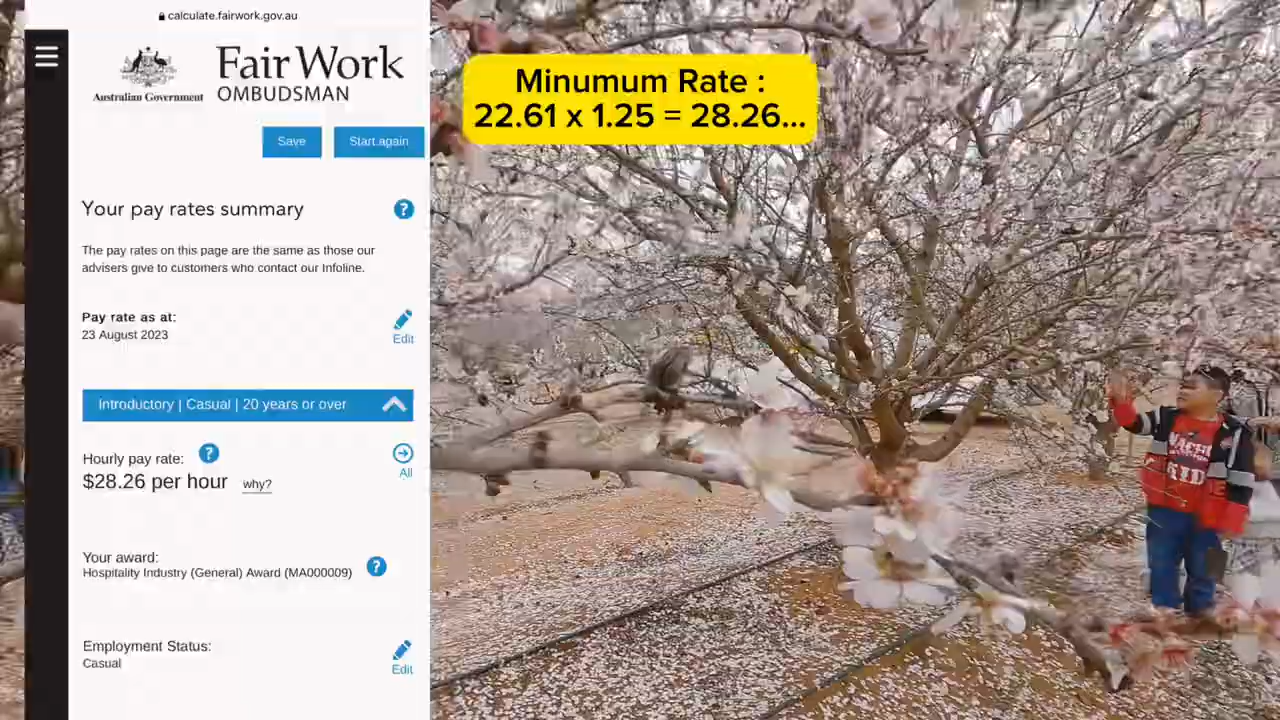 calculate.fairwork.gov.au
Fair Work
Australian Government
OMBUDSMAN
Save
Start again
Your pay rates summary
?
The pay rates on this page are the same as those our
advisers give to customers who contact our Infoline.
Pay rate as at:
23 August 2023
Edit
Introductory | Casual | 20 years or over
Hourly pay rate:
?
All
$28.26 per hour
why?
Your award:
Hospitality Industry (General) Award (MA000009)
?
Employment Status:
Casual
Edit
Minumum Rate :
22.61 x 1.25 = 28.26...
KID